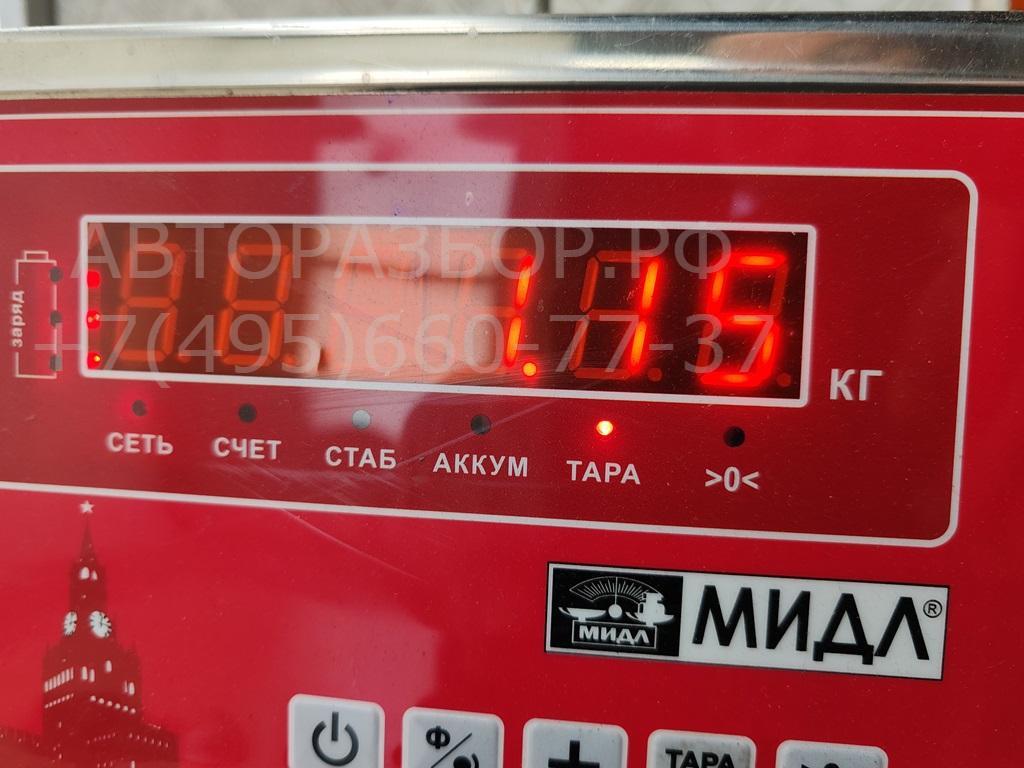 АВТОРАЗБОР.РФ
+7(495)660-77-37
заряд
1.115
КГ
СЕТЬ СЧЕТ СТАБ АККУМ ТАРА >0<
МИДЛ МИДЛ®
Ф/
+
ТАРА